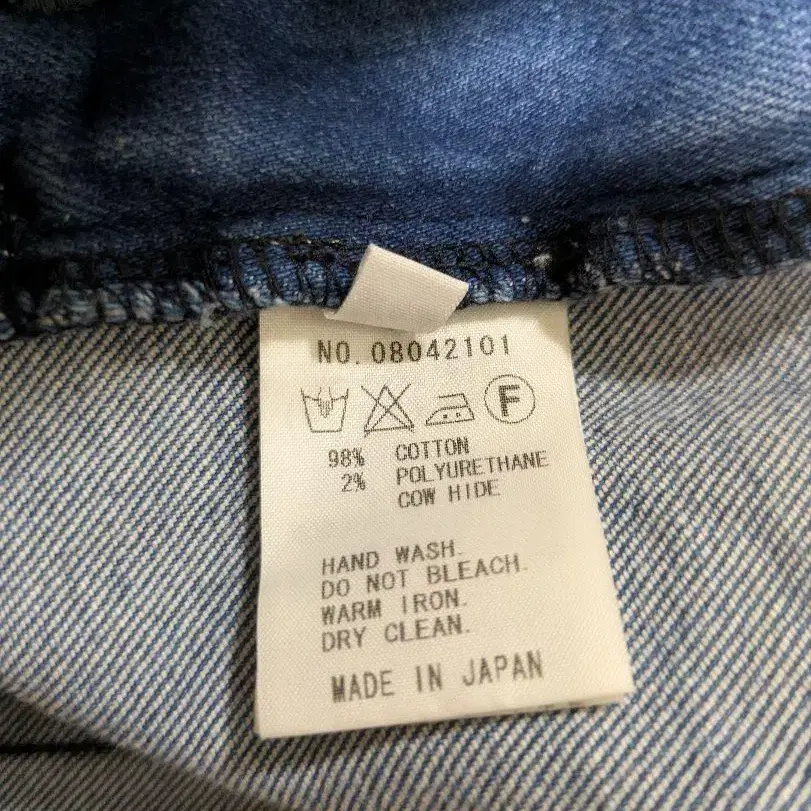 NO. 08042101
F
98% COTTON
2% POLYURETHANE
COW HIDE
HAND WASH.
DO NOT BLEACH.
WARM IRON.
DRY CLEAN.
MADE IN JAPAN